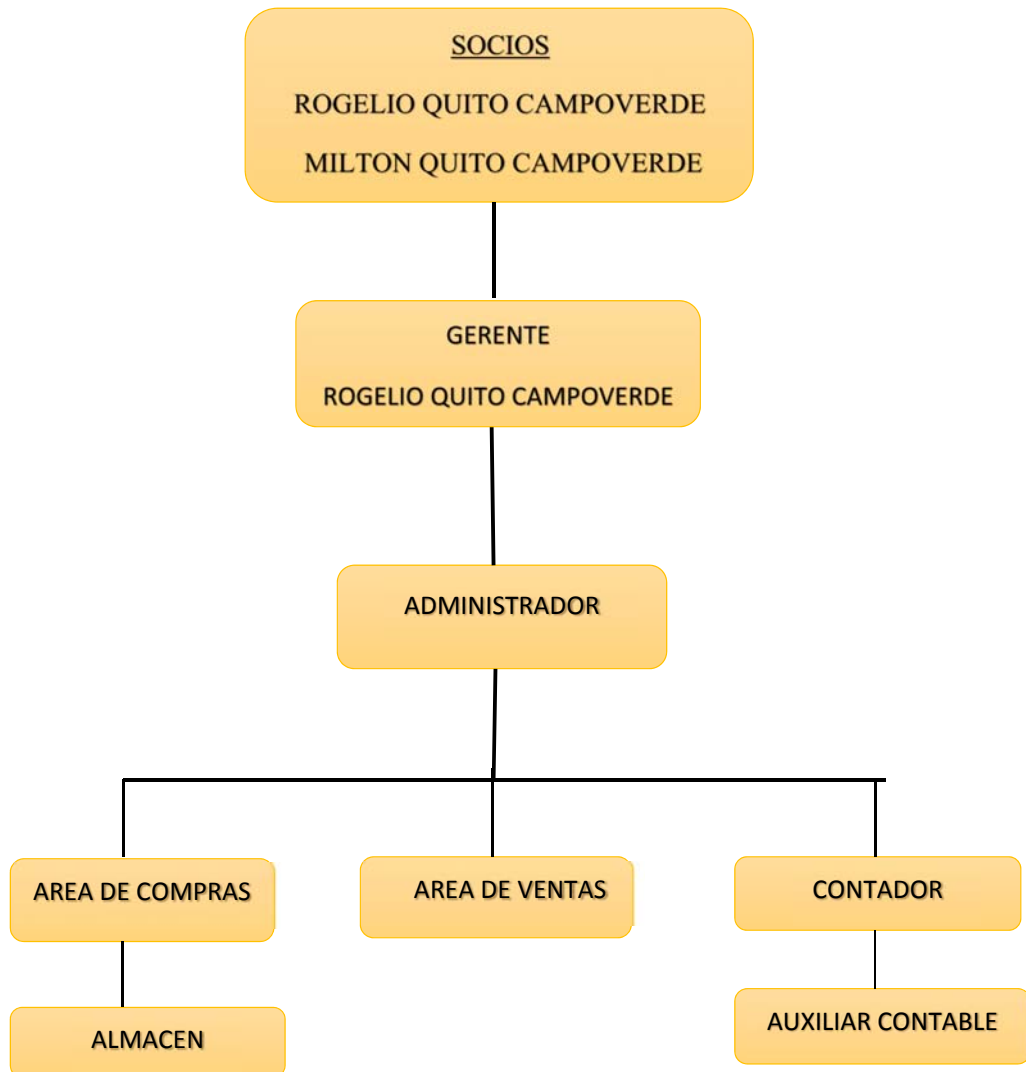 SOCIOS
ROGELIO QUITO CAMPOVERDE
MILTON QUITO CAMPOVERDE
GERENTE
ROGELIO QUITO CAMPOVERDE
ADMINISTRADOR
AREA DE COMPRAS
AREA DE VENTAS
CONTADOR
ALMACEN
AUXILIAR CONTABLE